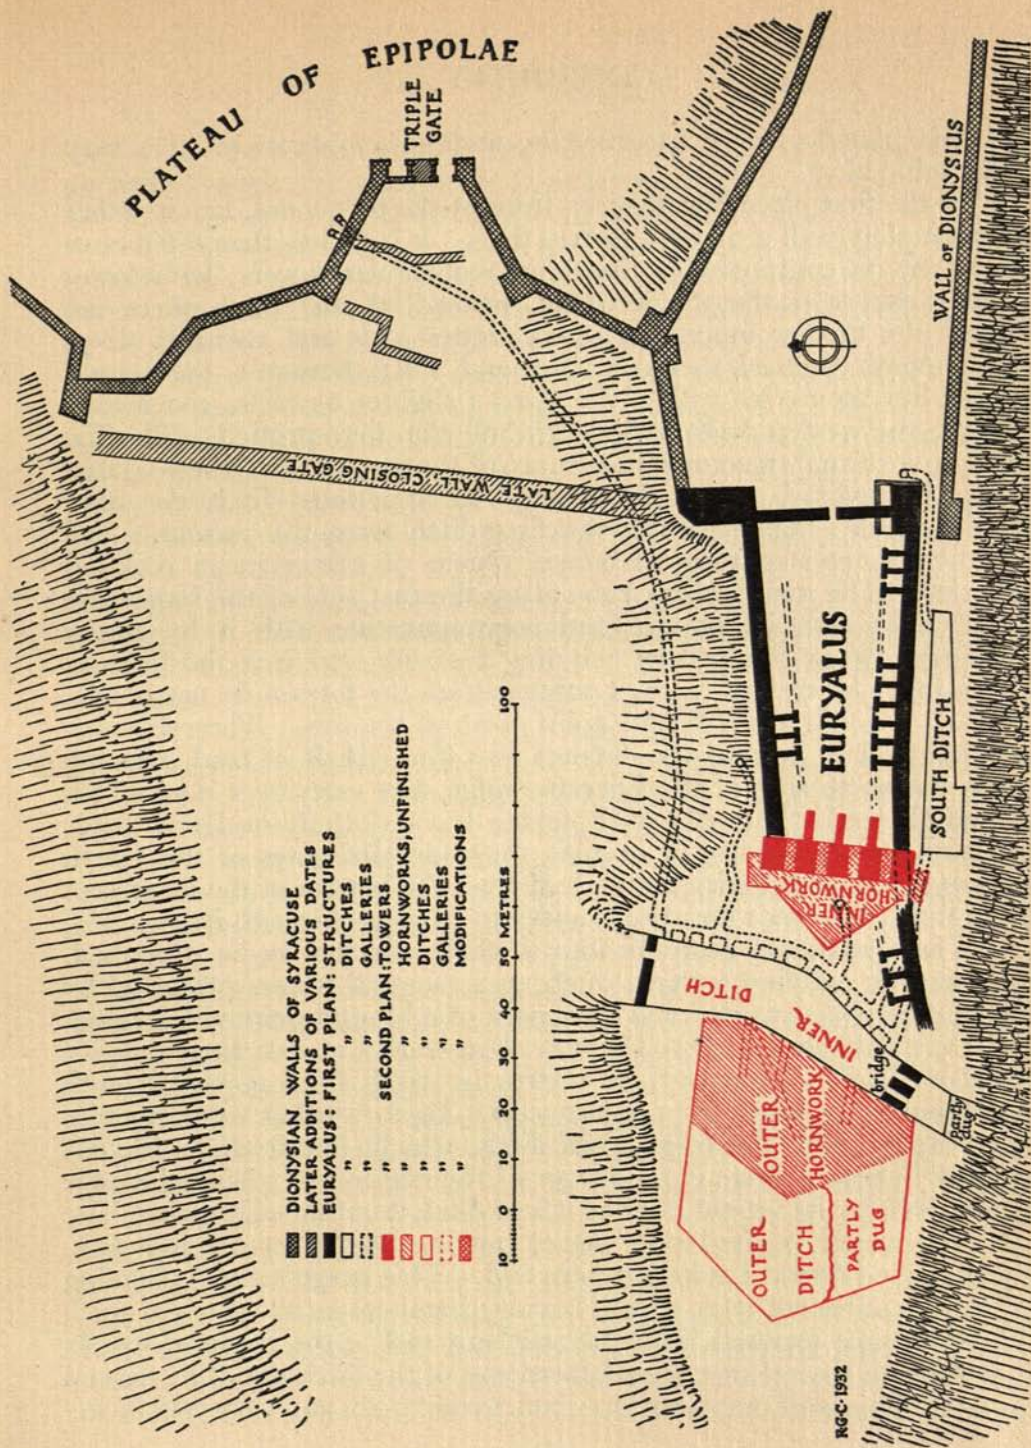 PLATEAU OF EPIPOLAE
TRIPLE
GATE
WALL OF DIONYSIUS
LATE WALL, CLOSING GATE
EURYALUS
SOUTH DITCH
INNER
HORNWORK
INNER DITCH
bridge
Partly
dug
OUTER
HORNWORK
OUTER
DITCH
PARTLY
DUG
DIONYSIAN WALLS OF SYRACUSE
LATER ADDITIONS OF VARIOUS DATES
EURYALUS: FIRST PLAN: STRUCTURES
" " DITCHES
" " GALLERIES
" SECOND PLAN: TOWERS
" " HORNWORKS, UNFINISHED
" " DITCHES
" " GALLERIES
" " MODIFICATIONS
10 0 10 20 30 40 50 METRES 100
RGC·1932